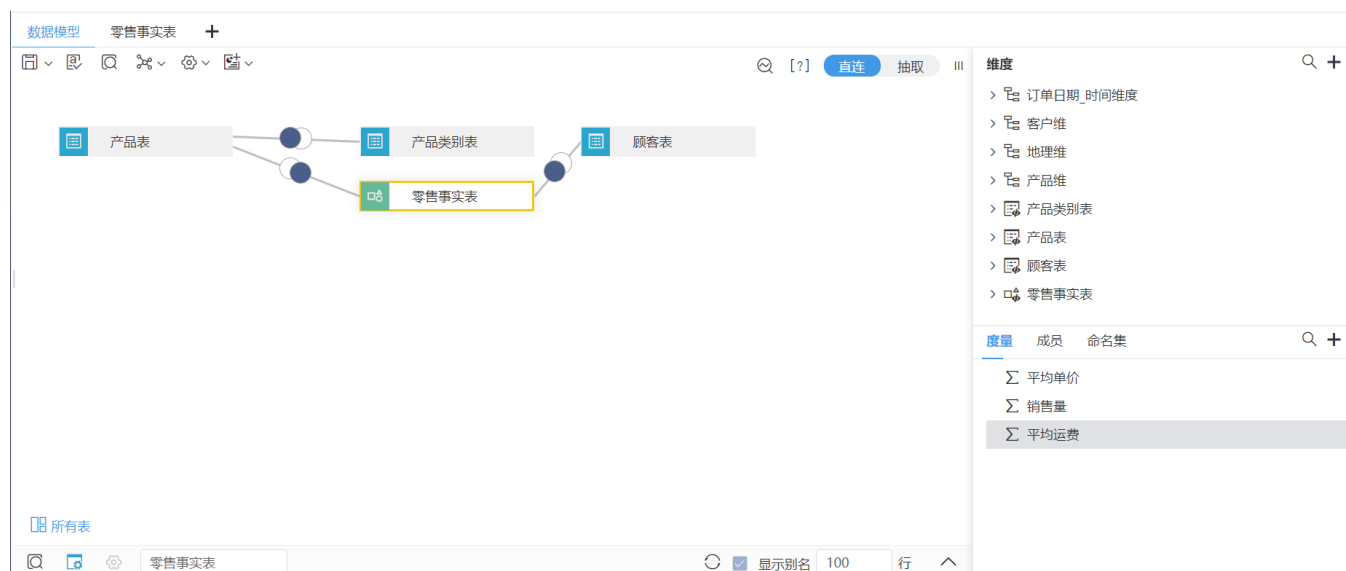 数据模型 零售事实表
[?] 直连 抽取
产品表 产品类别表 顾客表
零售事实表
所有表
零售事实表 显示别名 100 行
维度
订单日期_时间维度
客户维
地理维
产品维
产品类别表
产品表
顾客表
零售事实表
度量 成员 命名集
平均单价
销售量
平均运费